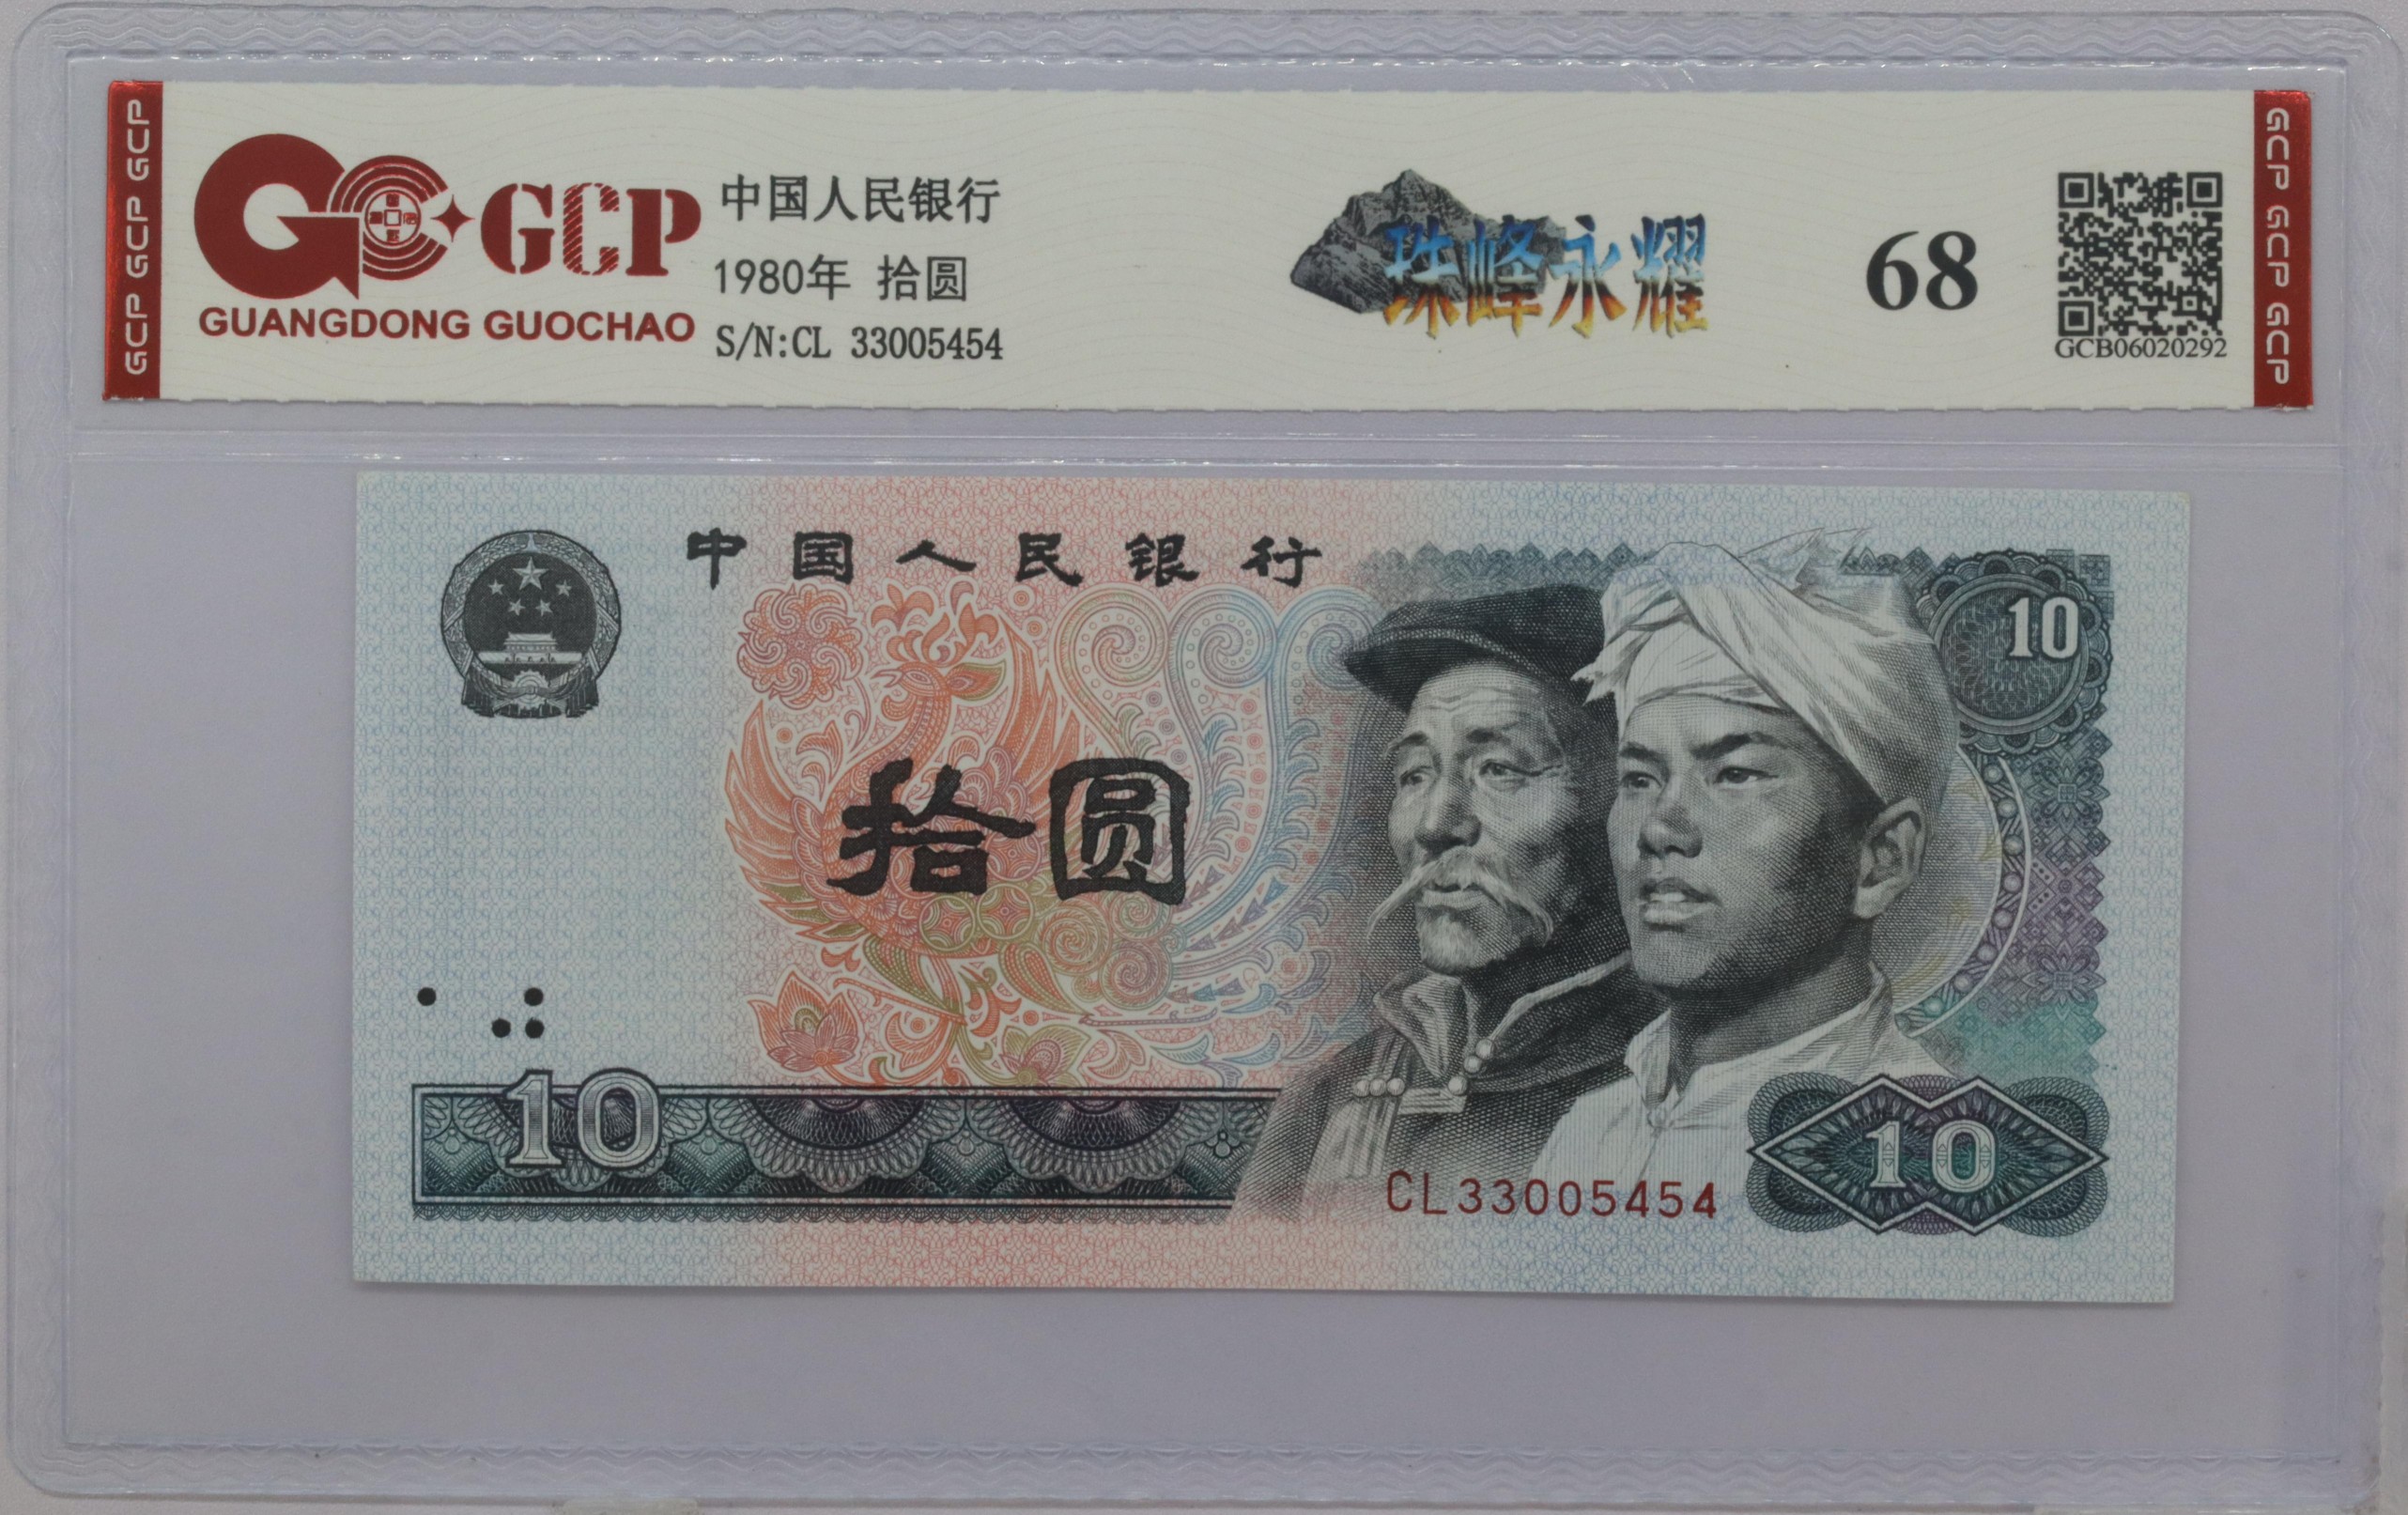 GCP GCP GCP
GCP
GUANGDONG GUOCHAO
中国人民银行
1980年 拾圆
S/N:CL 33005454
珠峰永耀
68
GCB06020292
GCP GCP GCP
中国人民银行
10
拾圆
10
CL33005454
10